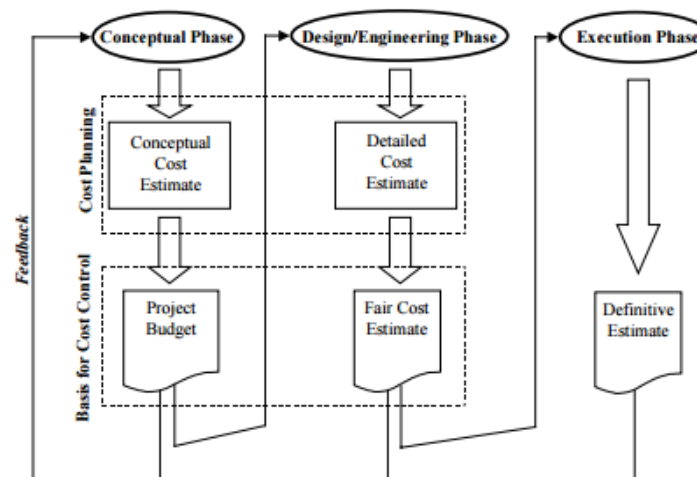 Conceptual Phase
Design/Engineering Phase
Execution Phase
Cost Planning
Conceptual
Cost
Estimate
Detailed
Cost
Estimate
Feedback
Basis for Cost Control
Project
Budget
Fair Cost
Estimate
Definitive
Estimate